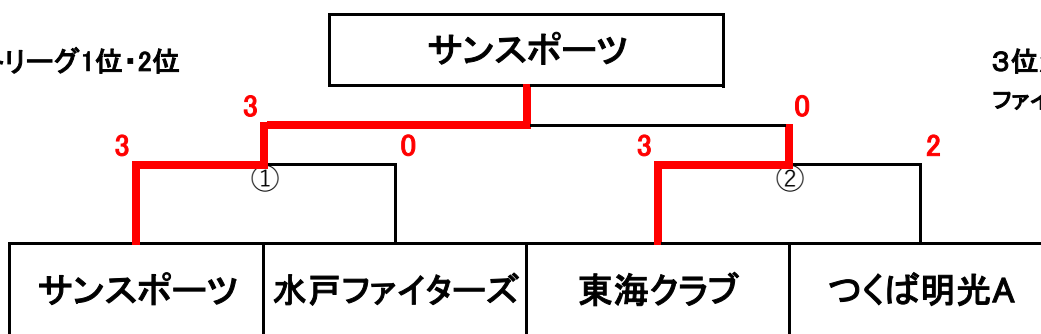 サンスポーツ
リーグ1位・2位
3位
ファイ
3
0
3
0
3
2
①
②
サンスポーツ
水戸ファイターズ
東海クラブ
つくば明光A